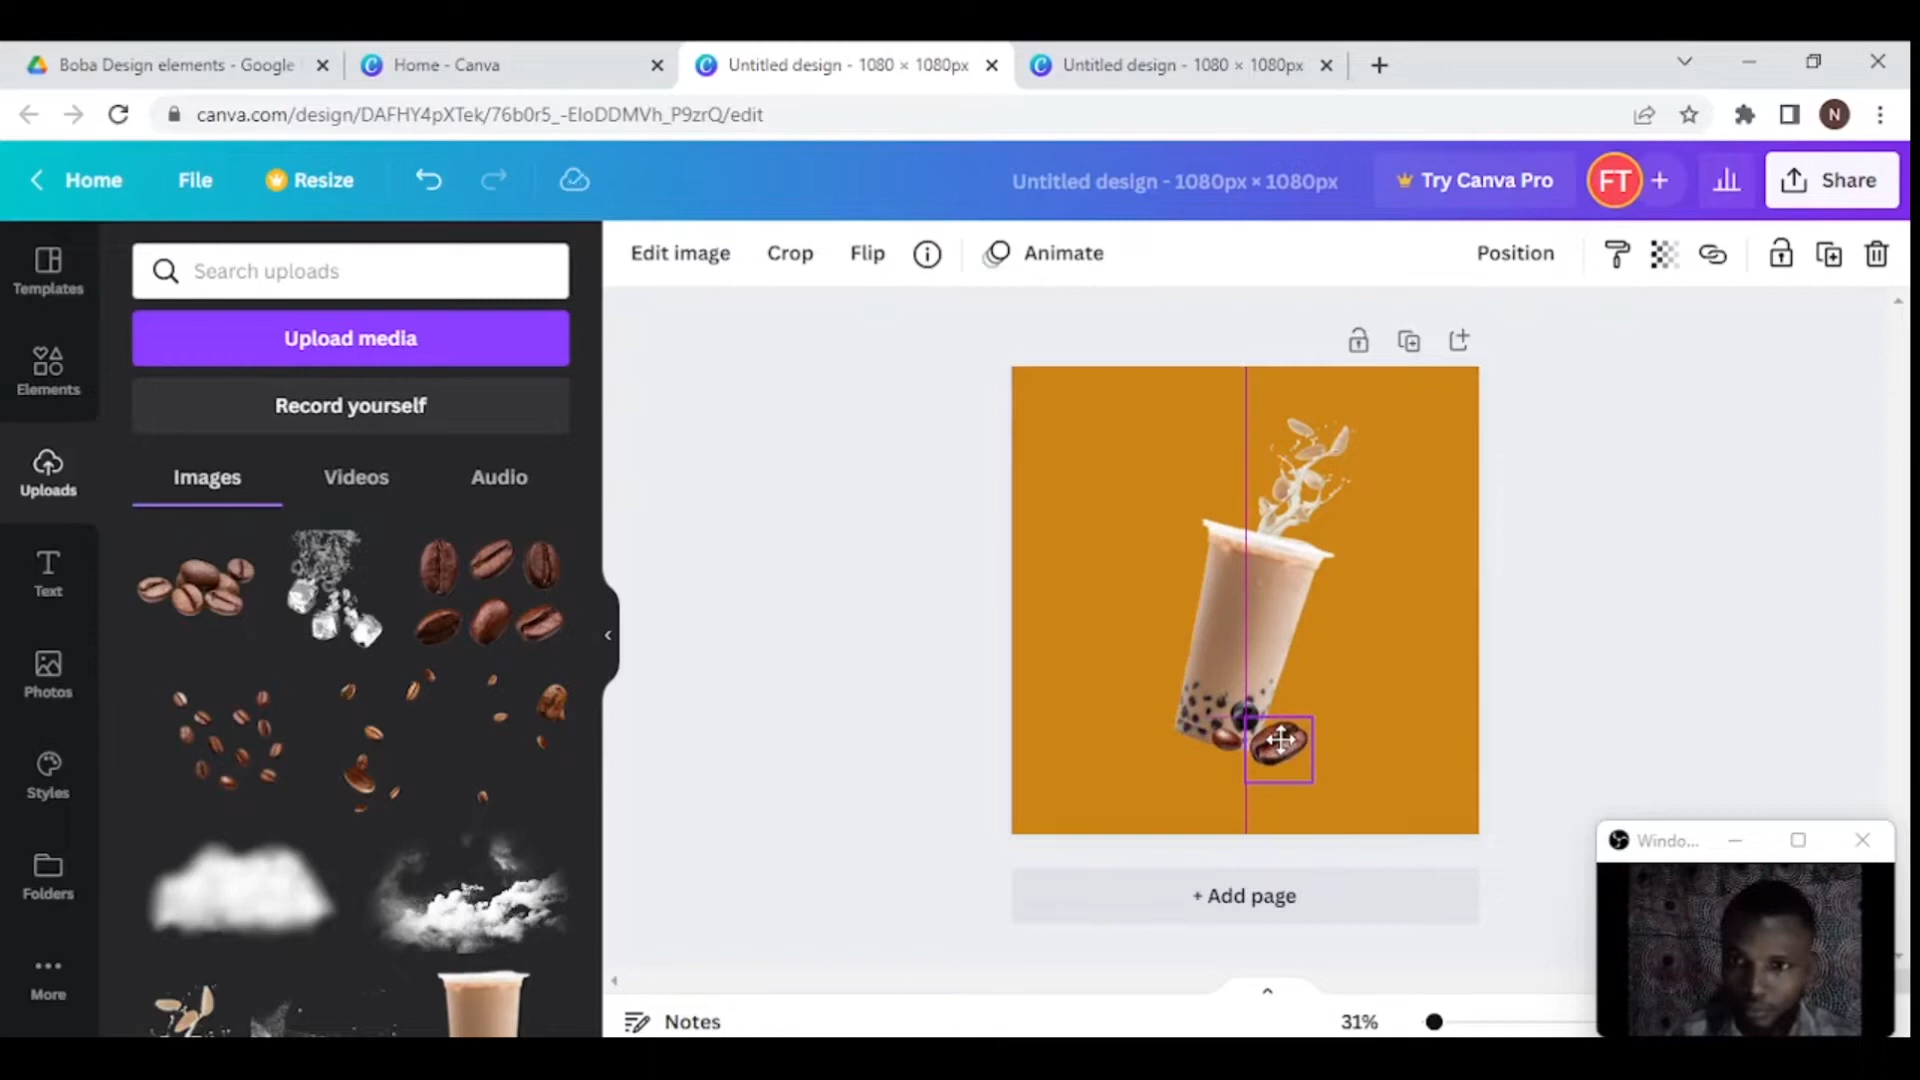 Boba Design elements - Google
Home - Canva
Untitled design - 1080 × 1080px
Untitled design - 1080 × 1080px
canva.com/design/DAFHY4pXTek/76b0r5_-EIoDDMVh_P9zrQ/edit
N
Home
File
Resize
Untitled design - 1080px × 1080px
Try Canva Pro
FT
Share
Templates
Elements
Uploads
Text
Photos
Styles
Folders
More
Search uploads
Upload media
Record yourself
Images
Videos
Audio
Edit image
Crop
Flip
Animate
Position
+ Add page
Notes
31%
Windo...